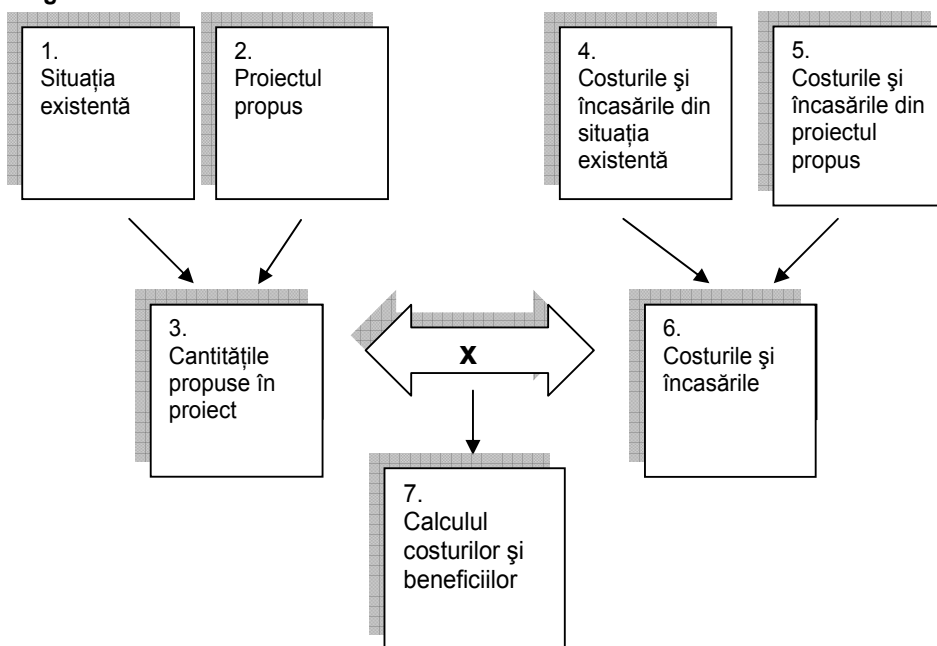 1.
Situația
existentă
2.
Proiectul
propus
4.
Costurile şi
încasările din
situația
existentă
5.
Costurile şi
încasările din
proiectul
propus
3.
Cantitățile
propuse în
proiect
x
6.
Costurile şi
încasările
7.
Calculul
costurilor şi
beneficiilor